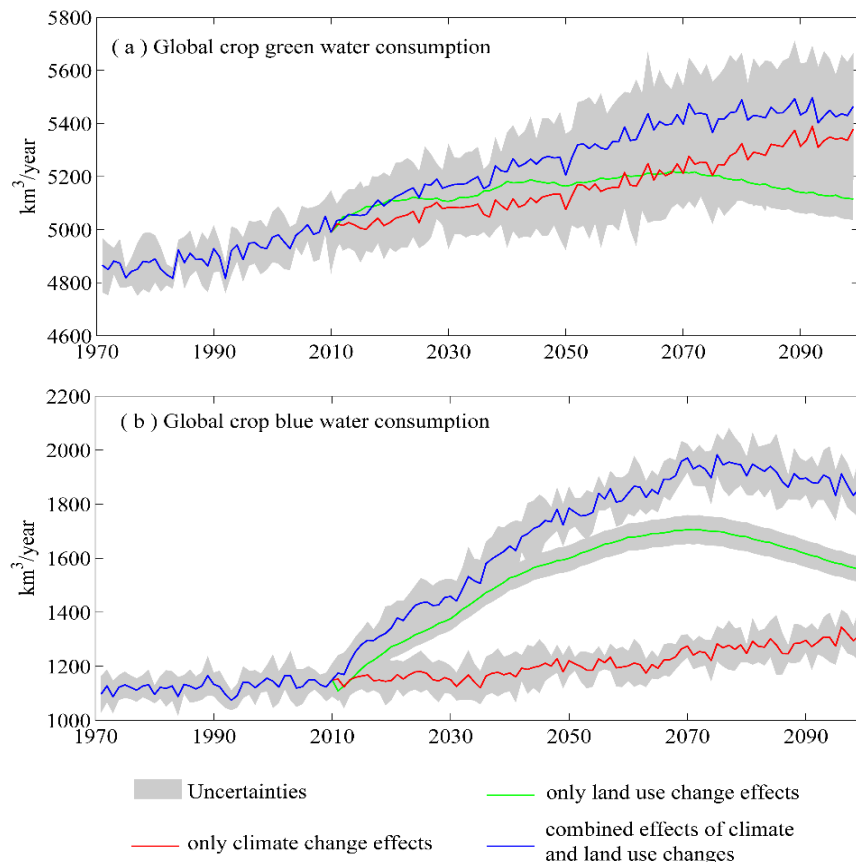 5800
( a ) Global crop green water consumption
5600
5400
5200
5000
4800
4600
km³/year
1970 1990 2010 2030 2050 2070 2090
2200
( b ) Global crop blue water consumption
2000
1800
1600
1400
1200
1000
km³/year
1970 1990 2010 2030 2050 2070 2090
Uncertainties
only land use change effects
only climate change effects
combined effects of climate
and land use changes